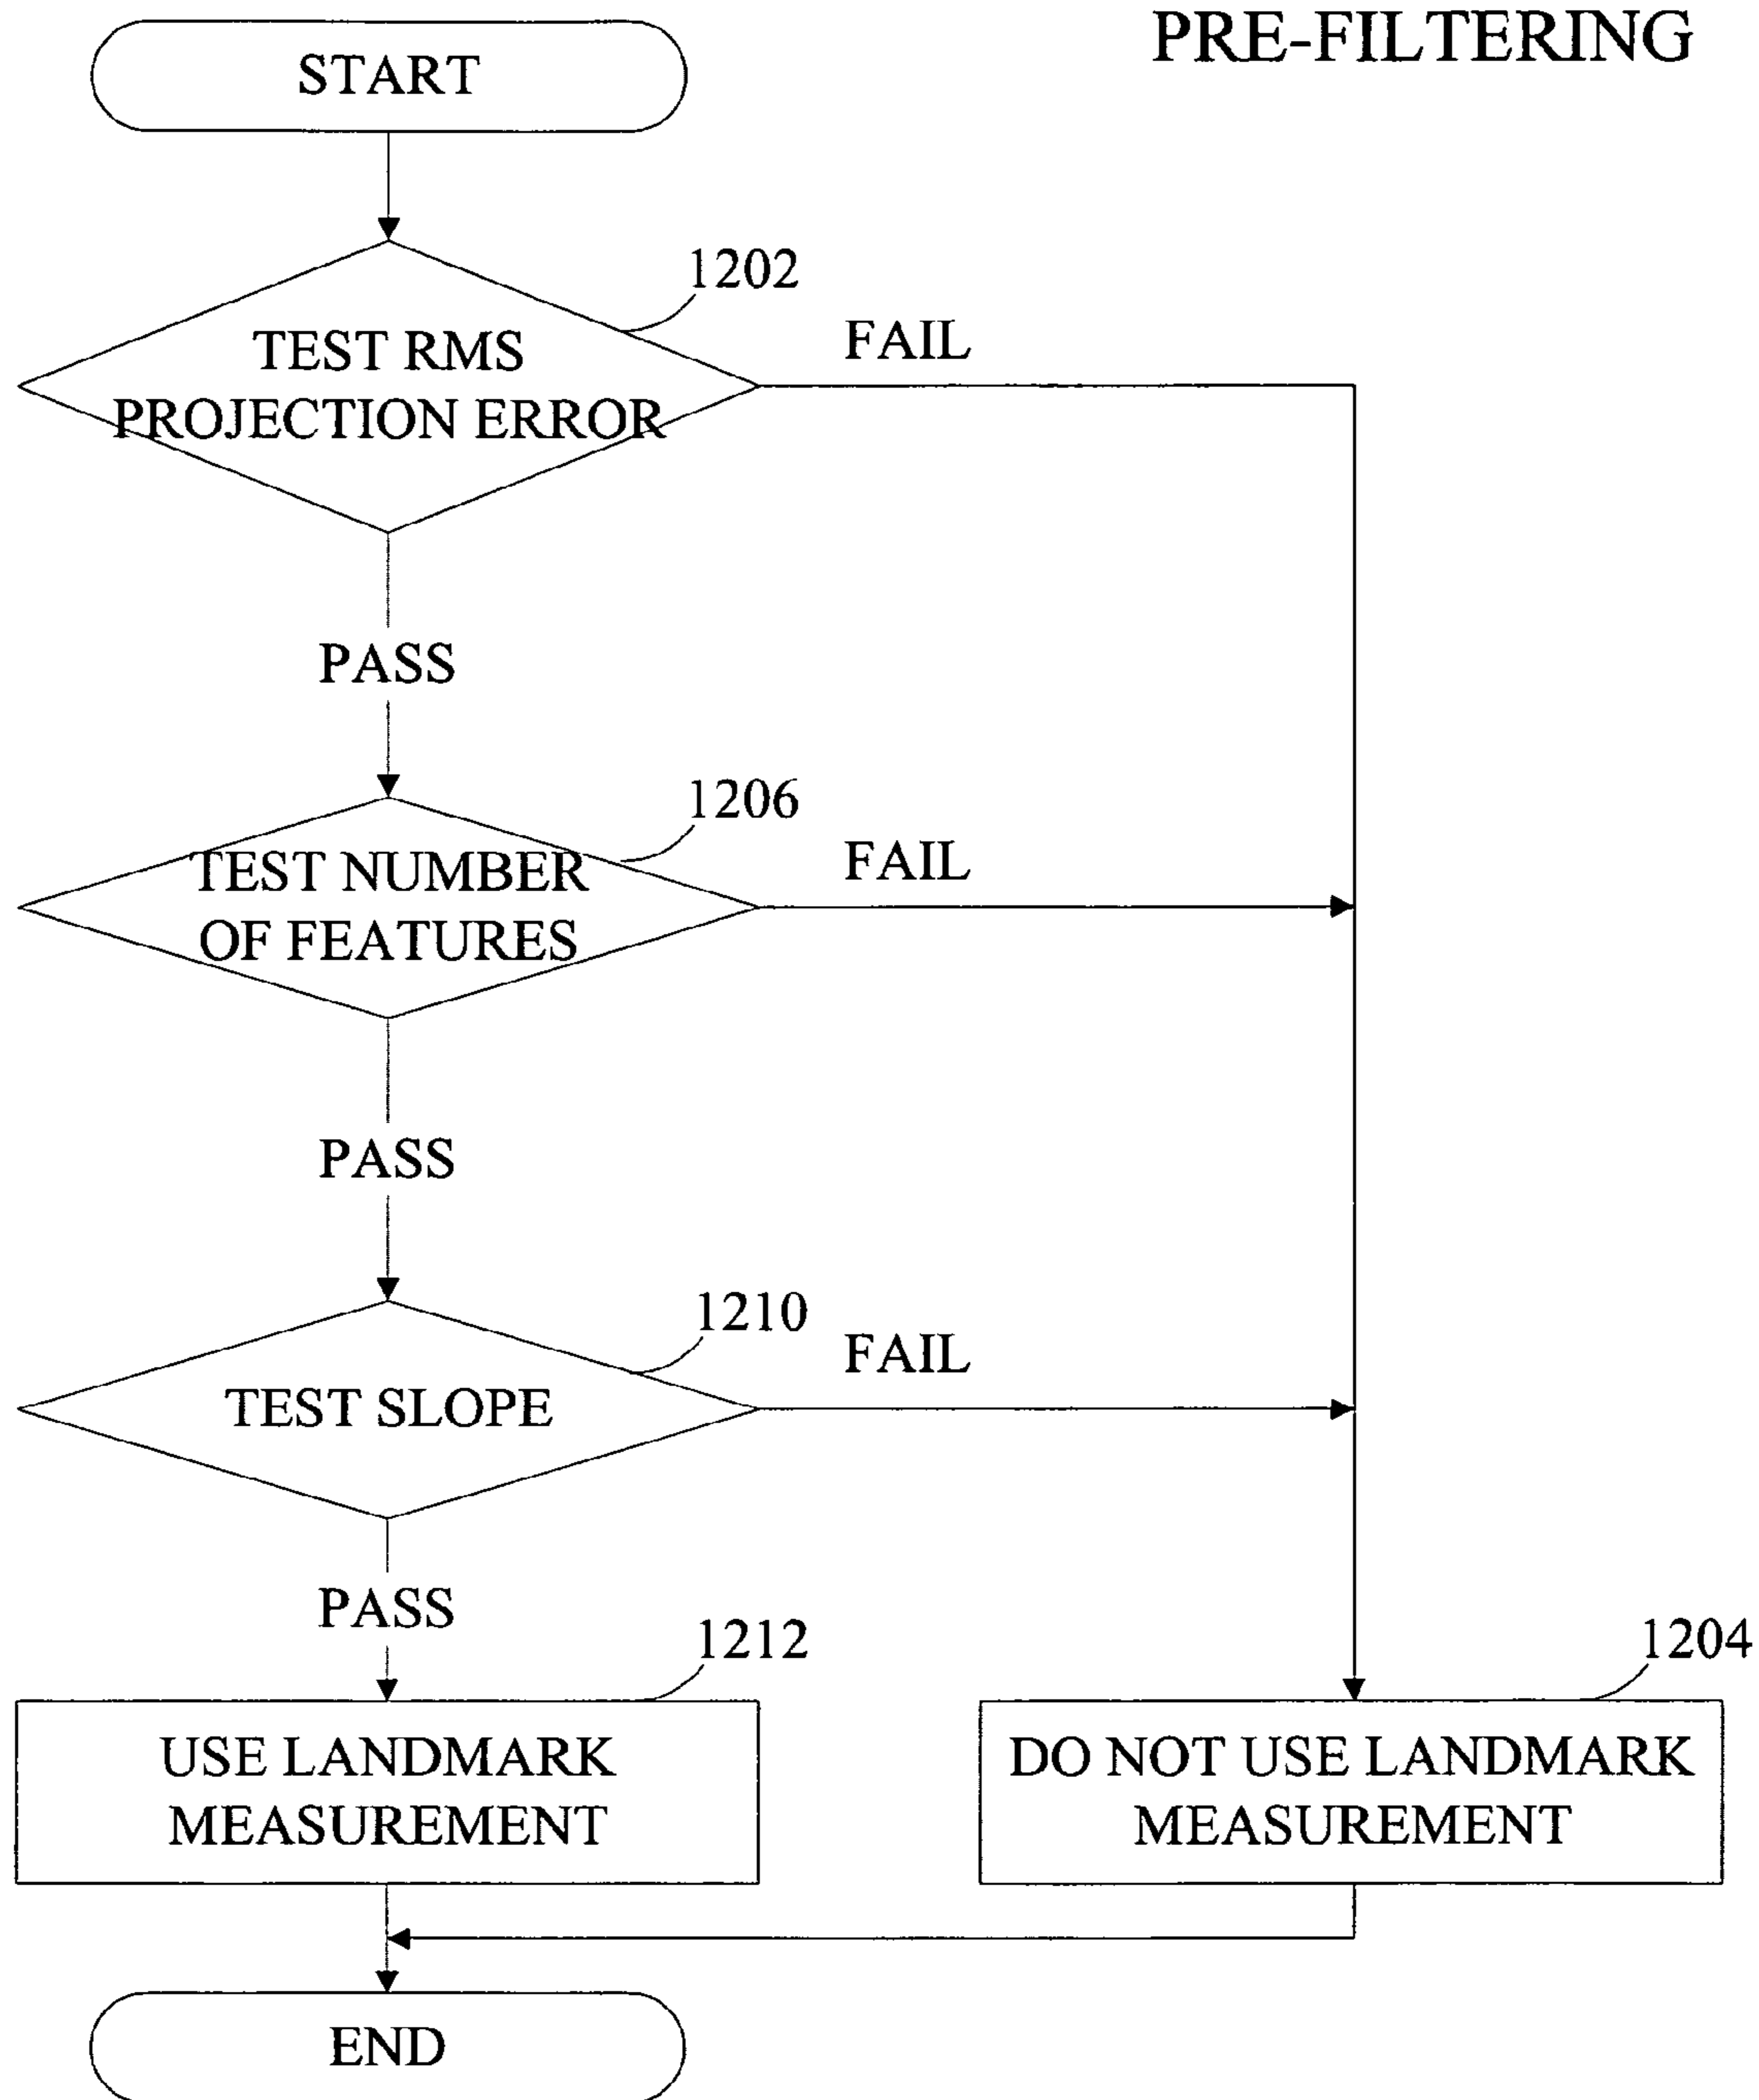 PRE-FILTERING
START
1202
TEST RMS
PROJECTION ERROR
FAIL
PASS
1206
TEST NUMBER
OF FEATURES
FAIL
PASS
1210
TEST SLOPE
FAIL
PASS
1212
USE LANDMARK
MEASUREMENT
1204
DO NOT USE LANDMARK
MEASUREMENT
END